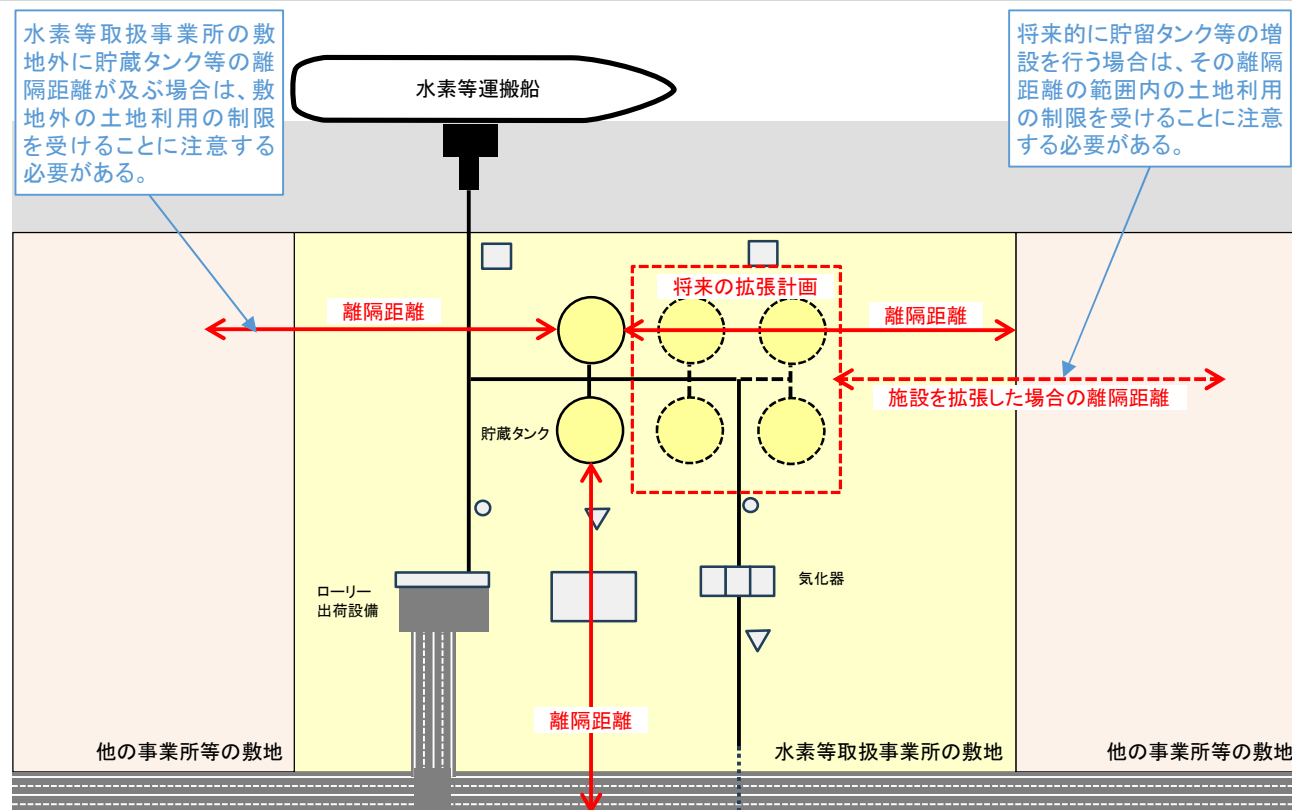 水素等取扱事業所の敷
地外に貯蔵タンク等の離
隔距離が及ぶ場合は、敷
地外の土地利用の制限
を受けることに注意する
必要がある。
水素等運搬船
将来的に貯留タンク等の増
設を行う場合は、その離隔
距離の範囲内の土地利用
の制限を受けることに注意
する必要がある。
将来の拡張計画
離隔距離
離隔距離
施設を拡張した場合の離隔距離
貯蔵タンク
ローリー
出荷設備
気化器
離隔距離
他の事業所等の敷地
水素等取扱事業所の敷地
他の事業所等の敷地